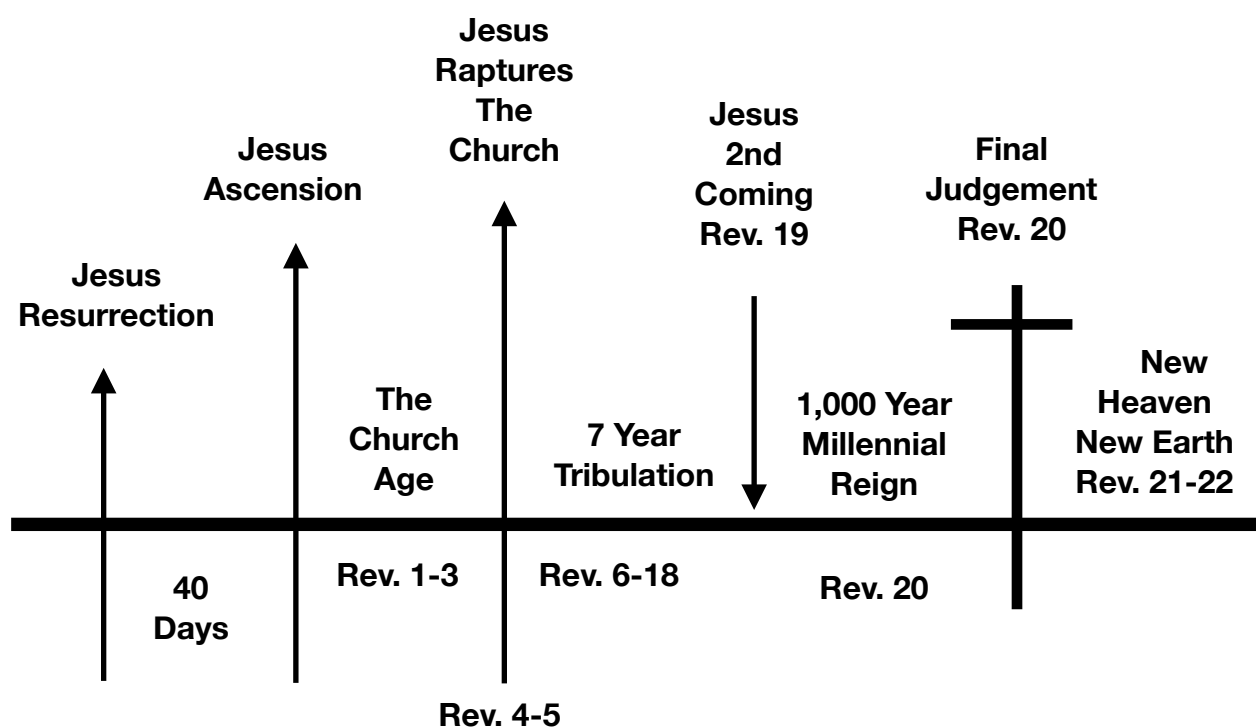 Jesus
Resurrection
Jesus
Ascension
Jesus
Raptures
The
Church
Jesus
2nd
Coming
Rev. 19
Final
Judgement
Rev. 20
The
Church
Age
7 Year
Tribulation
1,000 Year
Millennial
Reign
New
Heaven
New Earth
Rev. 21-22
40
Days
Rev. 1-3
Rev. 4-5
Rev. 6-18
Rev. 20